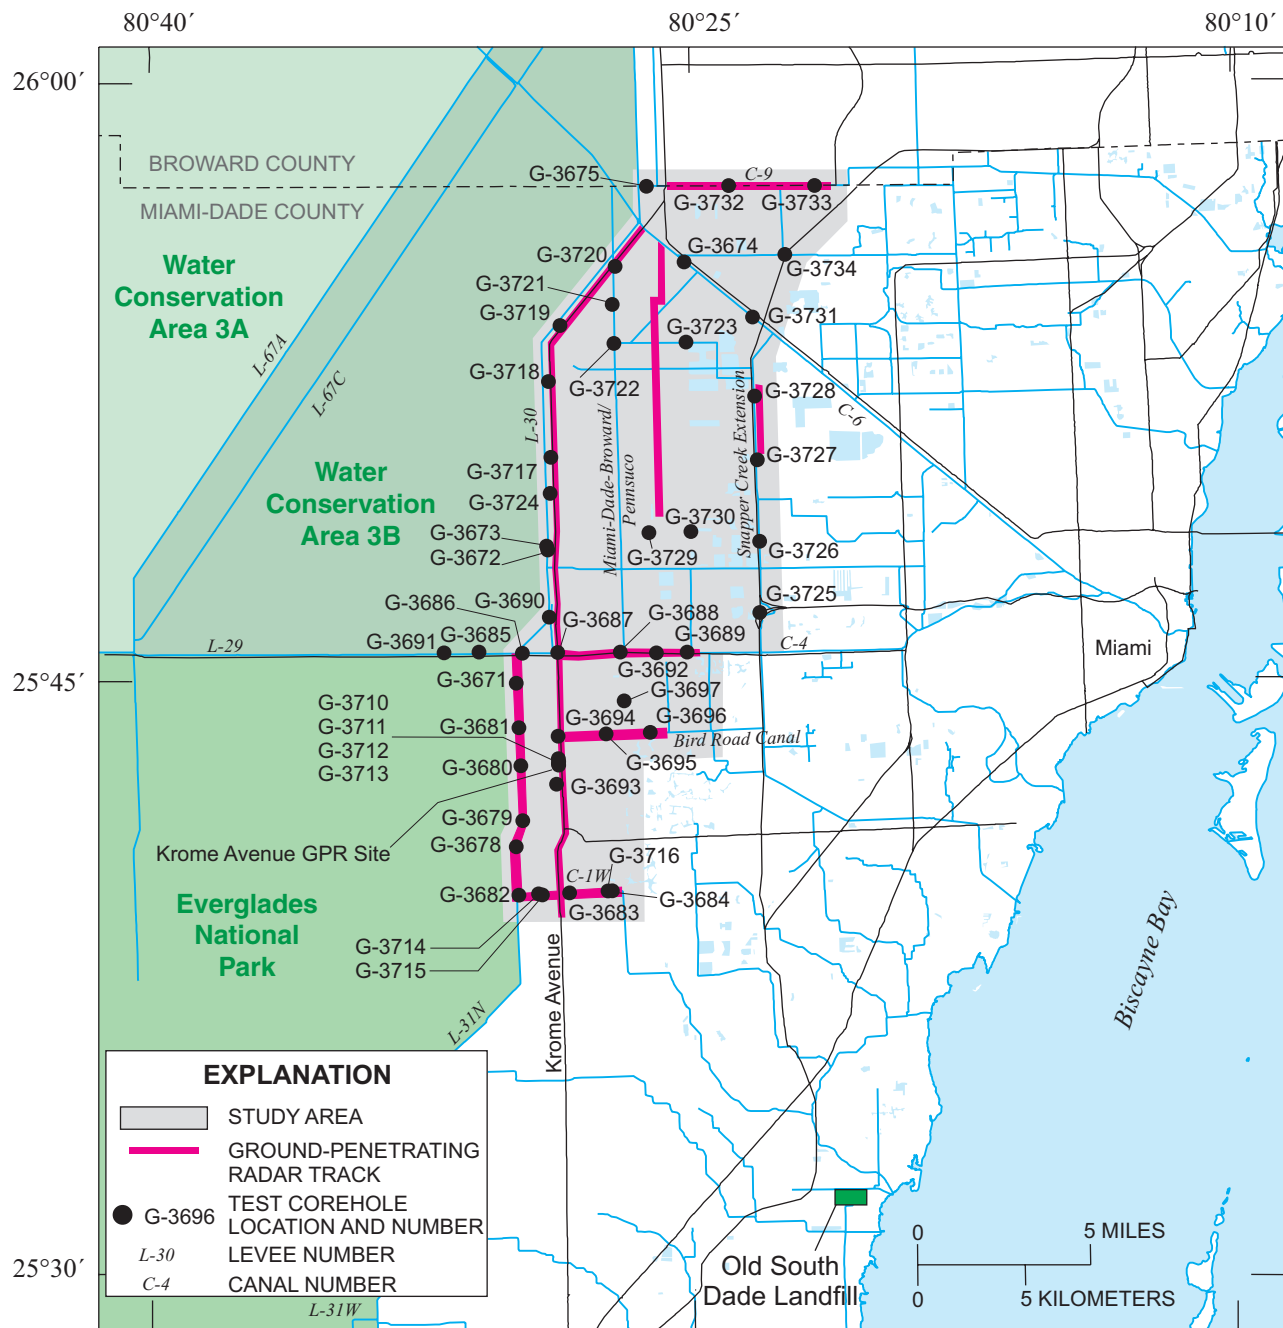 80°40´
80°25´
80°10´
26°00´
BROWARD COUNTY
MIAMI-DADE COUNTY
G-3675
C-9
G-3732
G-3733
G-3674
G-3734
Water
Conservation
Area 3A
G-3720
G-3721
G-3719
G-3731
G-3723
G-3722
L-67A
L-67C
G-3718
G-3728
C-6
L-30
Miami-Dade-Broward/
Pennsuco
Snapper Creek Extension
G-3727
Water
Conservation
Area 3B
G-3717
G-3724
G-3673
G-3672
G-3730
G-3729
G-3726
G-3690
G-3686
G-3687
G-3688
G-3725
G-3691
G-3685
G-3689
L-29
C-4
Miami
G-3692
25°45´
G-3671
G-3697
G-3710
G-3711
G-3712
G-3713
G-3681
G-3694
G-3696
Bird Road Canal
G-3695
G-3680
G-3693
G-3679
G-3678
Krome Avenue GPR Site
G-3716
C-1W
G-3682
G-3684
G-3683
Everglades
National
Park
G-3714
G-3715
Krome Avenue
L-31N
Biscayne Bay
EXPLANATION
STUDY AREA
GROUND-PENETRATING
RADAR TRACK
G-3696
TEST COREHOLE
LOCATION AND NUMBER
L-30
LEVEE NUMBER
C-4
CANAL NUMBER
25°30´
L-31W
Old South
Dade Landfill
0
5 MILES
0
5 KILOMETERS